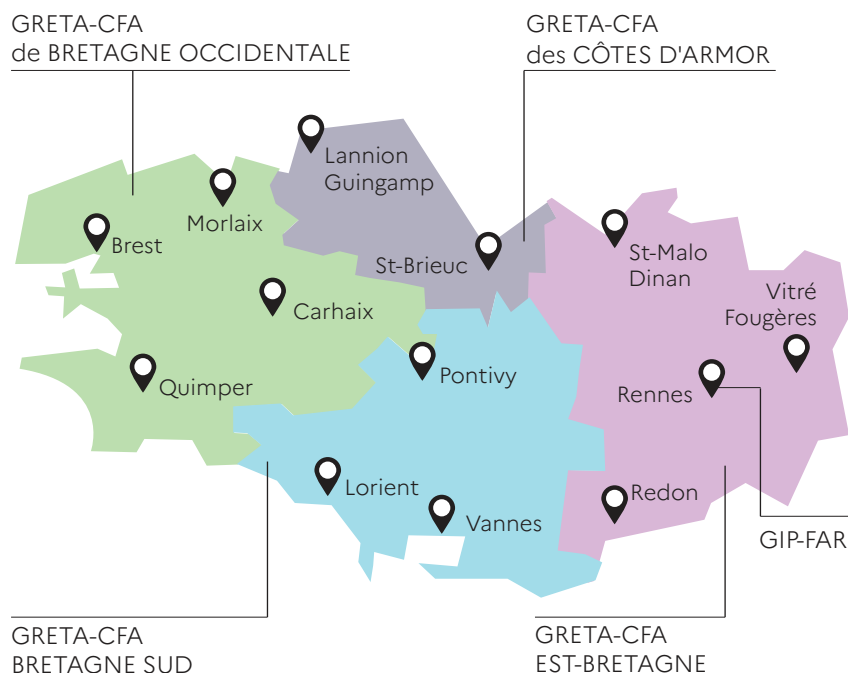 GRETA-CFA
de BRETAGNE OCCIDENTALE
GRETA-CFA
des CÔTES D'ARMOR
Lannion
Guingamp
Morlaix
Brest
St-Brieuc
St-Malo
Dinan
Vitré
Fougères
Carhaix
Pontivy
Quimper
Rennes
Lorient
Vannes
Redon
GIP-FAR
GRETA-CFA
BRETAGNE SUD
GRETA-CFA
EST-BRETAGNE